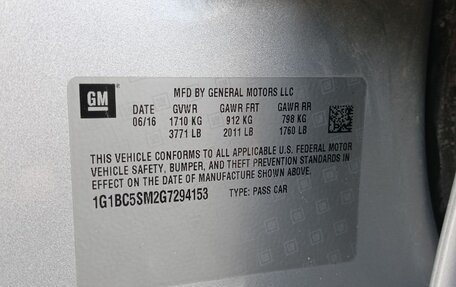 GM
MFD BY GENERAL MOTORS LLC
DATE GVWR GAWR FRT GAWR RR
06/16 1710 KG 912 KG 798 KG
3771 LB 2011 LB 1760 LB
THIS VEHICLE CONFORMS TO ALL APPLICABLE U.S. FEDERAL MOTOR
VEHICLE SAFETY, BUMPER, AND THEFT PREVENTION STANDARDS IN
EFFECT ON THE DATE OF MANUFACTURE SHOWN ABOVE.
1G1BC5SM2G7294153 TYPE: PASS CAR